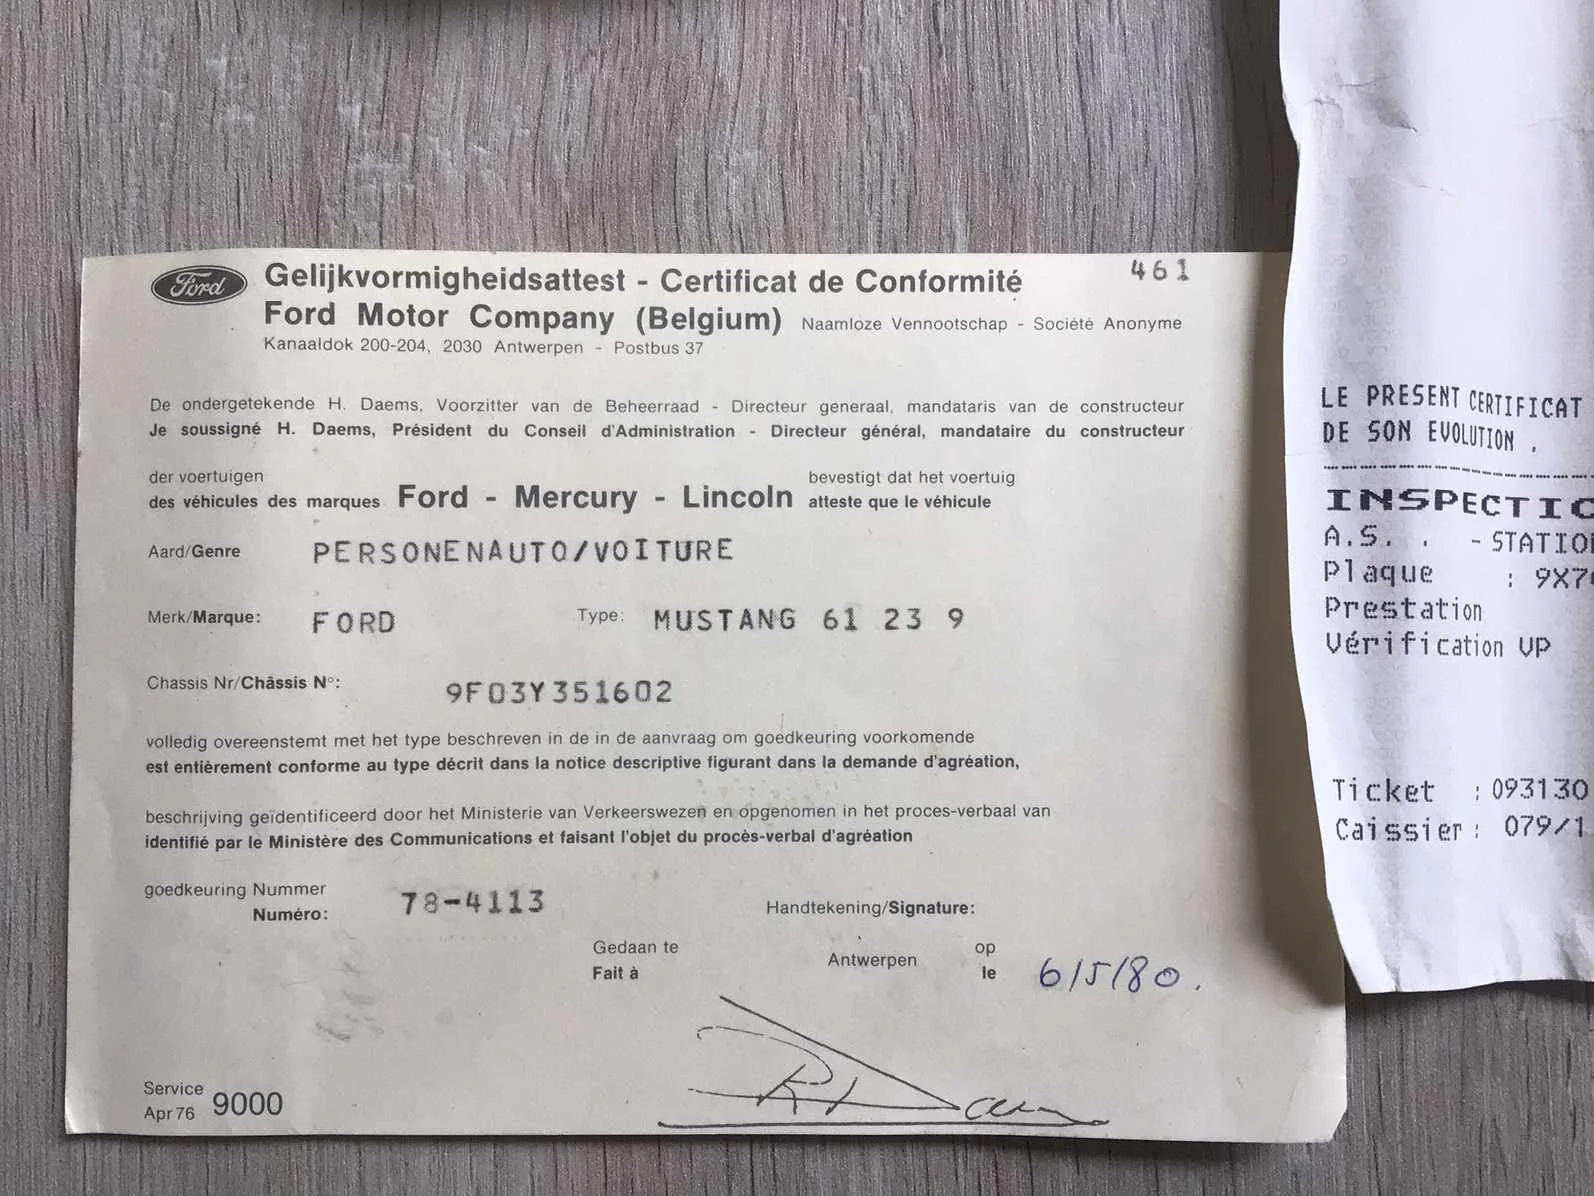 Ford
Gelijkvormigheidsattest - Certificat de Conformité
461
Ford Motor Company (Belgium) Naamloze Vennootschap - Société Anonyme
Kanaaldok 200-204, 2030 Antwerpen - Postbus 37
De ondergetekende H. Daems, Voorzitter van de Beheerraad - Directeur generaal, mandataris van de constructeur
Je soussigné H. Daems, Président du Conseil d'Administration - Directeur général, mandataire du constructeur
der voertuigen
des véhicules des marques Ford - Mercury - Lincoln
bevestigt dat het voertuig
atteste que le véhicule
Aard/Genre PERSONENAUTO/VOITURE
Merk/Marque: FORD Type: MUSTANG 61 23 9
Chassis Nr/Châssis N°: 9F03Y351602
volledig overeenstemt met het type beschreven in de in de aanvraag om goedkeuring voorkomende
est entièrement conforme au type décrit dans la notice descriptive figurant dans la demande d'agréation,
beschrijving geïdentificeerd door het Ministerie van Verkeerswezen en opgenomen in het proces-verbaal van
identifié par le Ministère des Communications et faisant l'objet du procès-verbal d'agréation
goedkeuring Nummer
Numéro: 78-4113
Handtekening/Signature:
Gedaan te
Fait à
Antwerpen
op
le
6/5/80.
Service
Apr 76 9000
LE PRESENT CERTIFICAT
DE SON EVOLUTION .
INSPECTIO
A.S. . - STATIO
Plaque : 9X7
Prestation
Vérification VP
Ticket : 093130
Caissier : 079/1